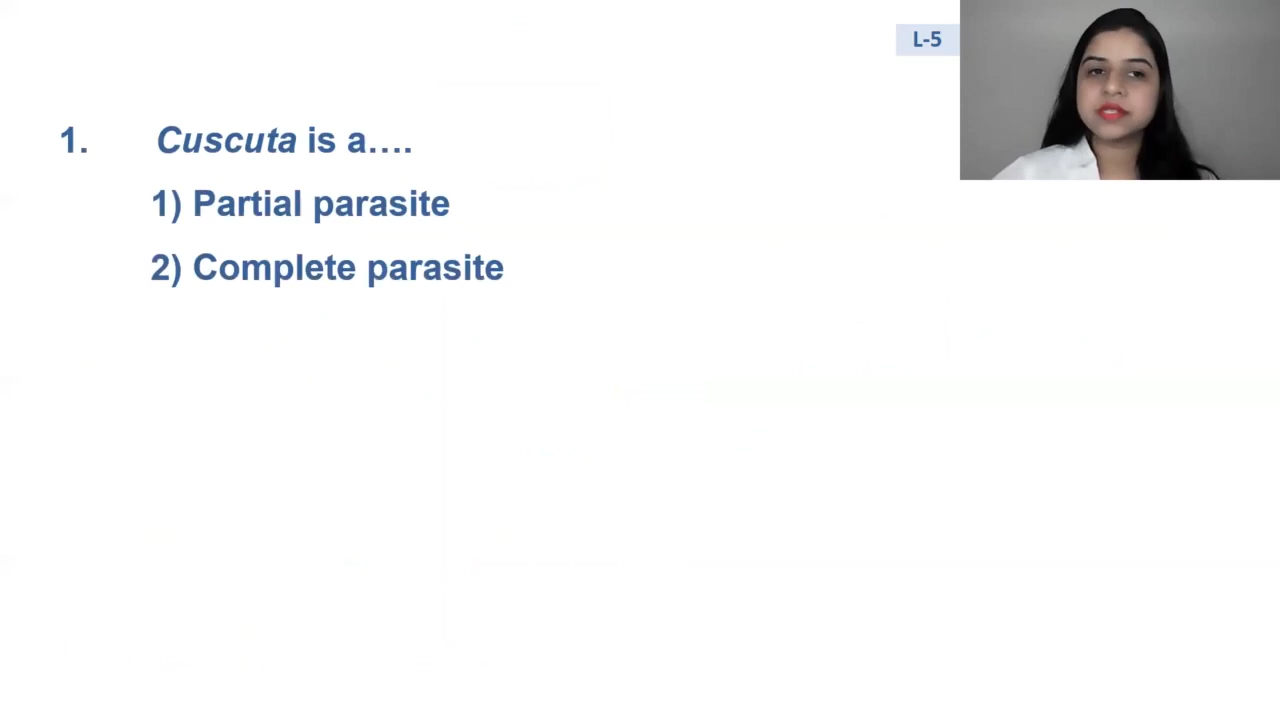 L-5
1. Cuscuta is a....
1) Partial parasite
2) Complete parasite